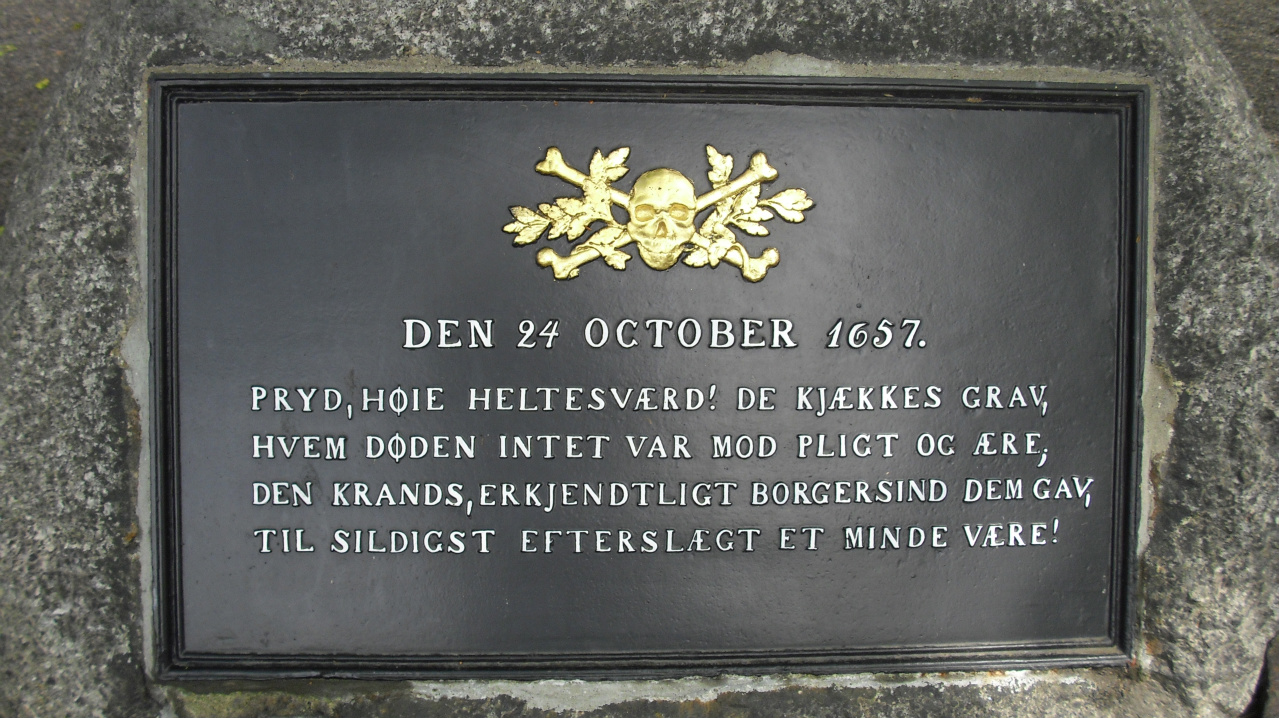 DEN 24 OCTOBER 1657.
PRYD, HØIE HELTESVÆRD! DE KJÆKKES GRAV,
HVEM DØDEN INTET VAR MOD PLIGT OG ÆRE;
DEN KRANDS, ERKJENDTLIGT BORGERSIND DEM GAV,
TIL SILDIGST EFTERSLÆGT ET MINDE VÆRE!